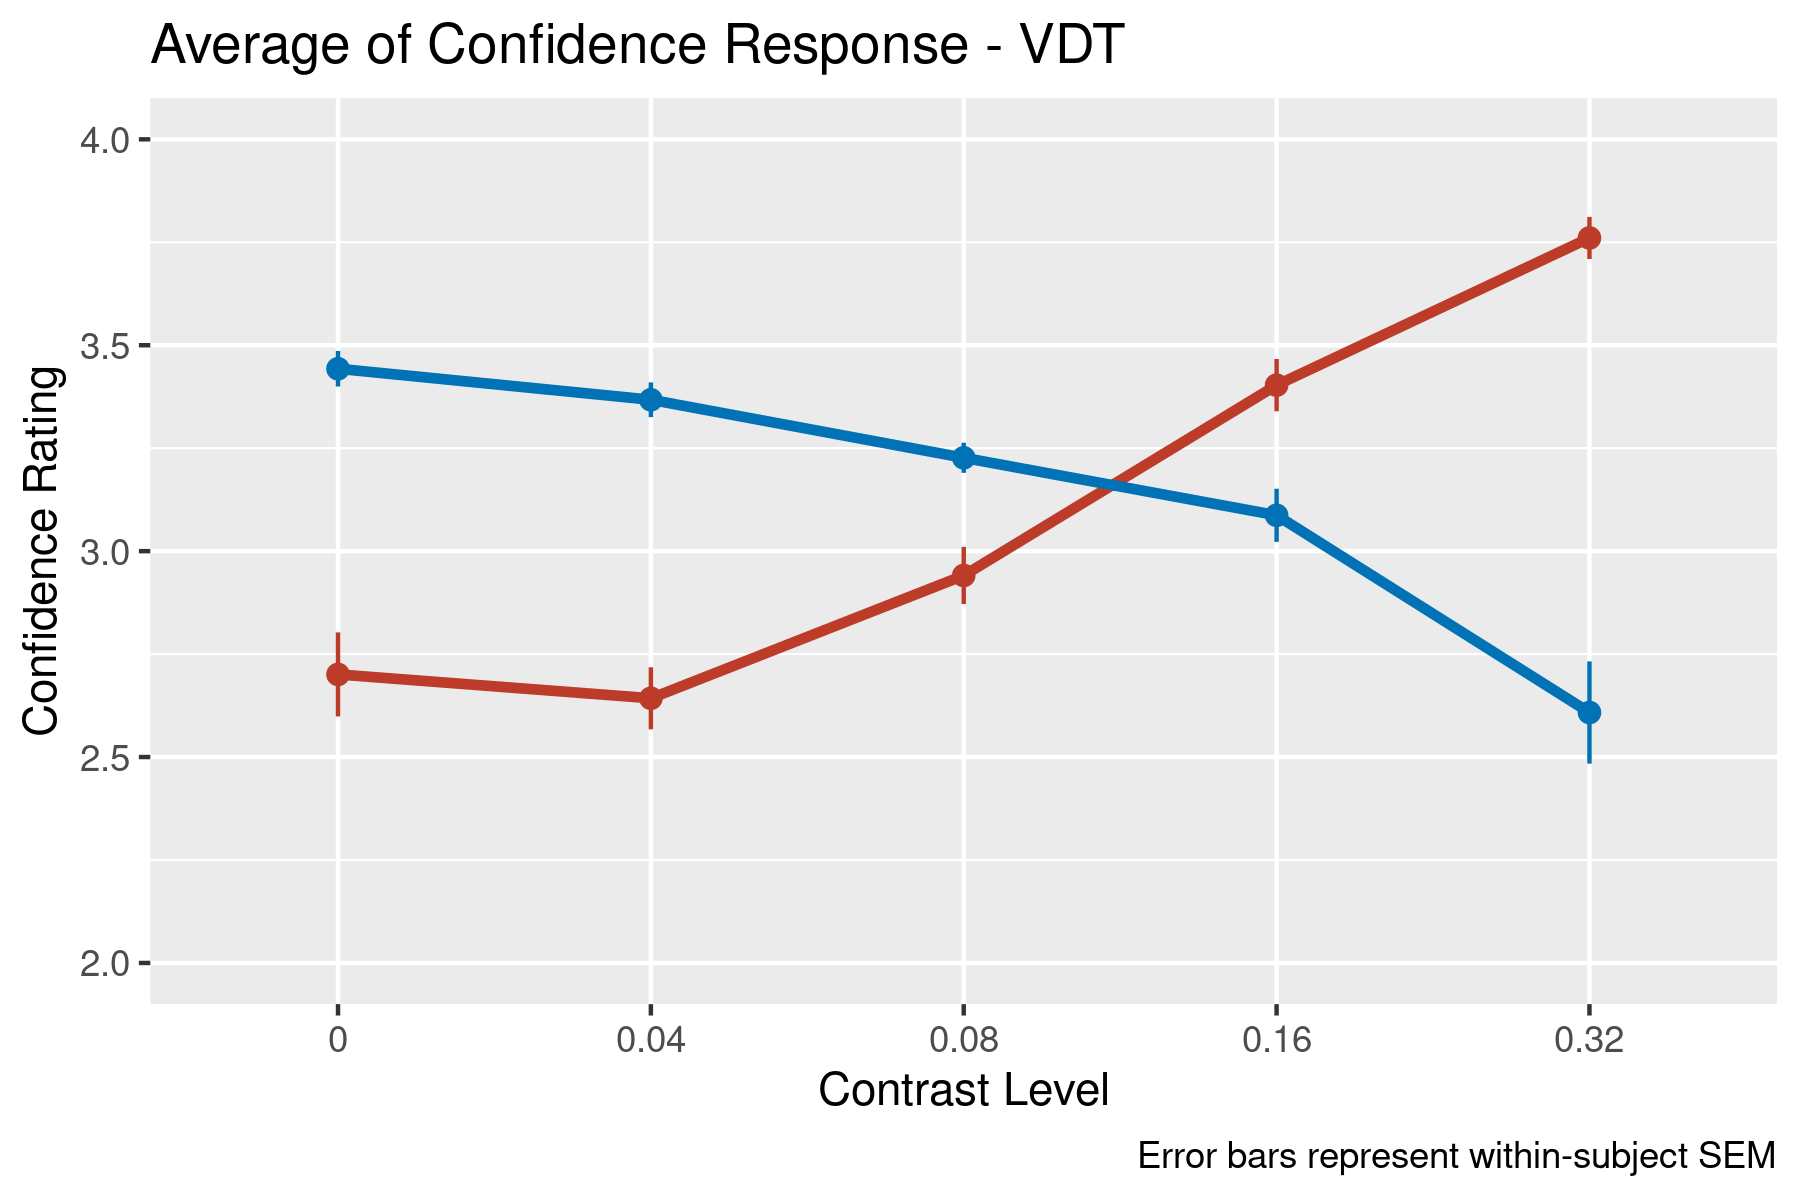 Average of Confidence Response - VDT
Confidence Rating
4.0
3.5
3.0
2.5
2.0
0
0.04
0.08
0.16
0.32
Contrast Level
Error bars represent within-subject SEM